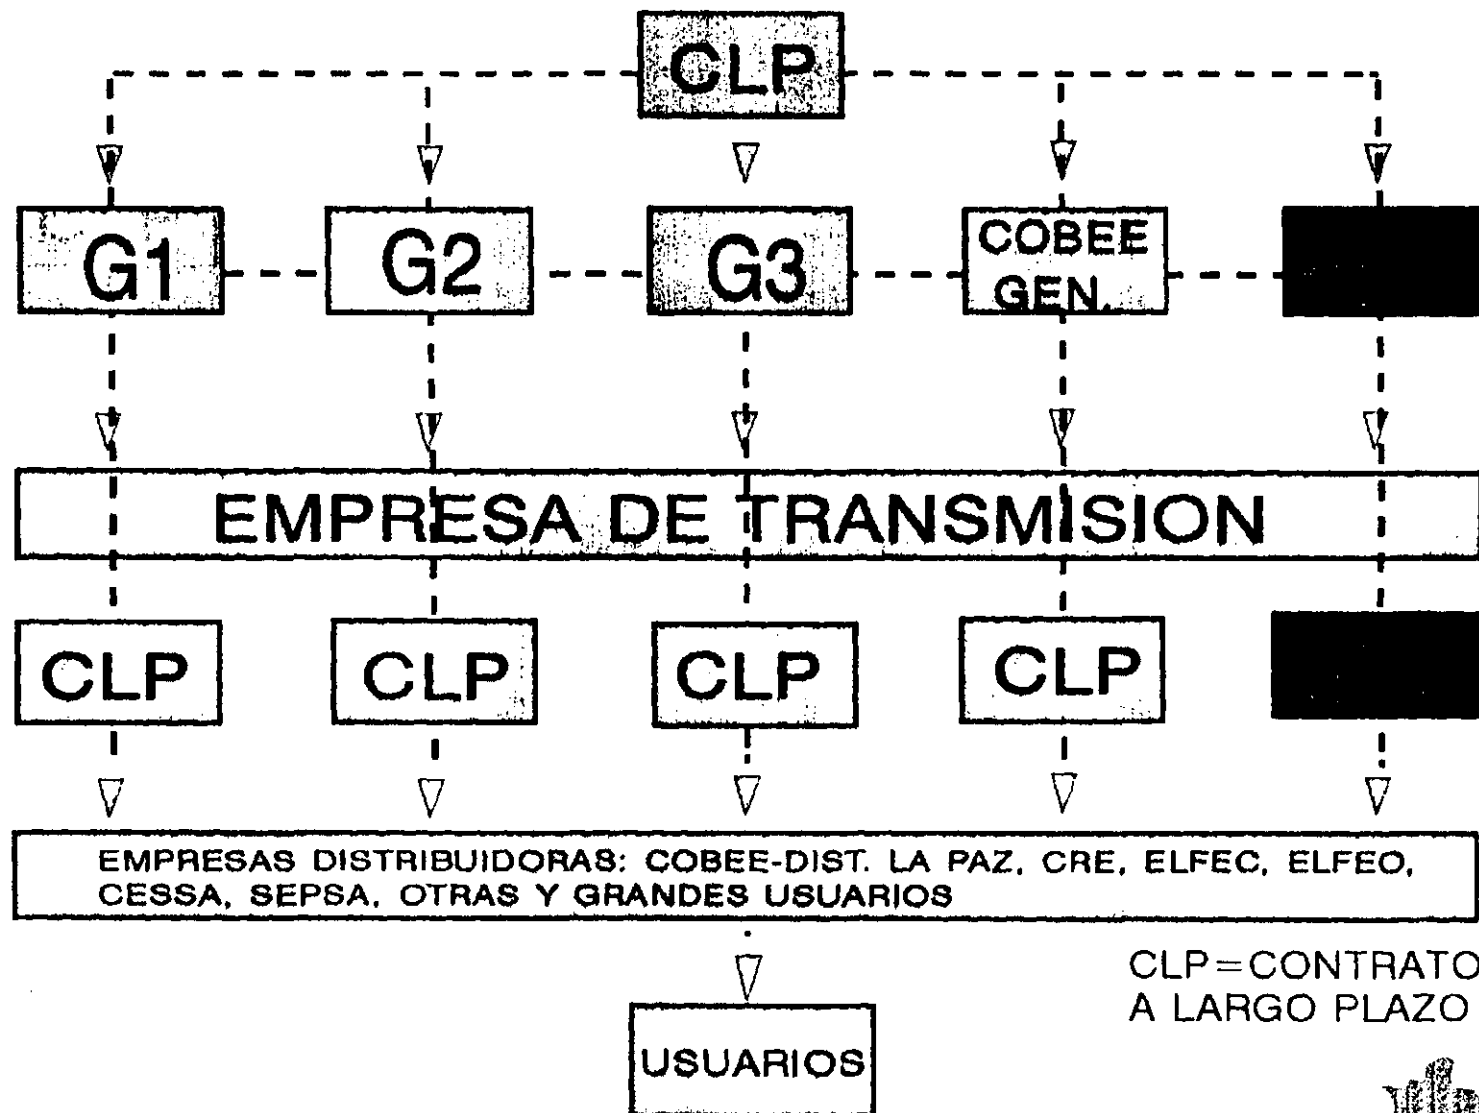 CLP
G1
G2
G3
COBEE
GEN.
EMPRESA DE TRANSMISION
CLP
CLP
CLP
CLP
EMPRESAS DISTRIBUIDORAS: COBEE-DIST. LA PAZ, CRE, ELFEC, ELFEO,
CESSA, SEPSA, OTRAS Y GRANDES USUARIOS
CLP=CONTRATO
A LARGO PLAZO
USUARIOS